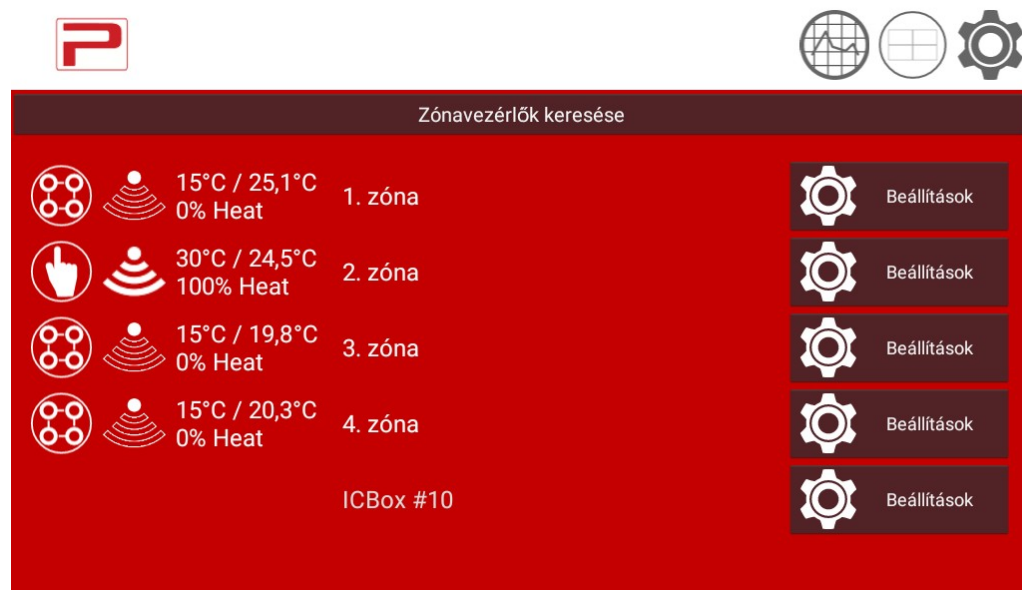 P
Zónavezérlők keresése
15°C / 25,1°C
0% Heat
1. zóna
Beállítások
30°C / 24,5°C
100% Heat
2. zóna
Beállítások
15°C / 19,8°C
0% Heat
3. zóna
Beállítások
15°C / 20,3°C
0% Heat
4. zóna
Beállítások
ICBox #10
Beállítások